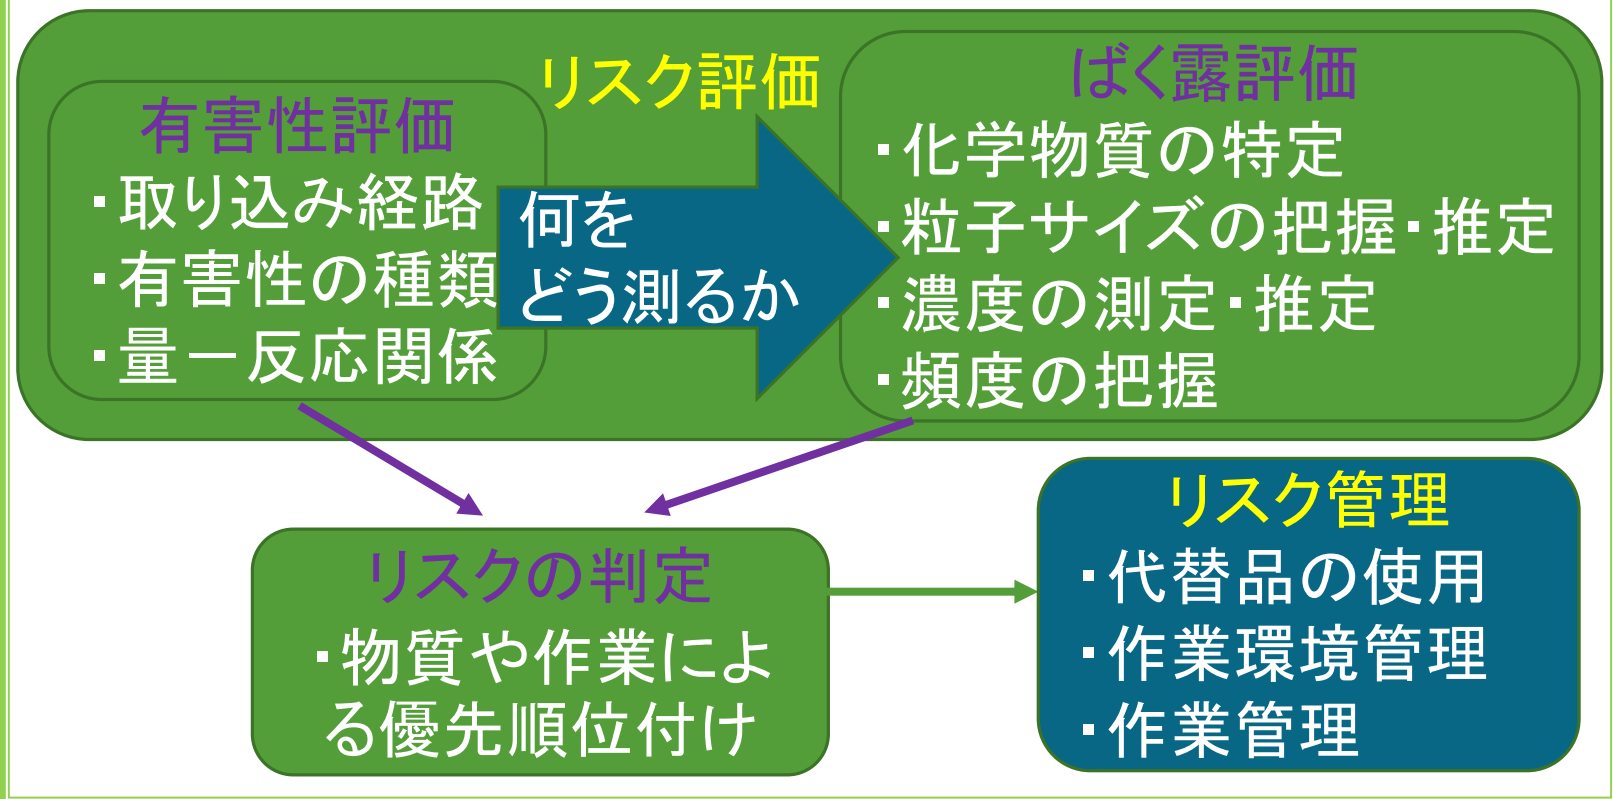 リスク評価
有害性評価
・取り込み経路
・有害性の種類
・量－反応関係
何を
どう測るか
ばく露評価
・化学物質の特定
・粒子サイズの把握・推定
・濃度の測定・推定
・頻度の把握
リスクの判定
・物質や作業によ
る優先順位付け
リスク管理
・代替品の使用
・作業環境管理
・作業管理